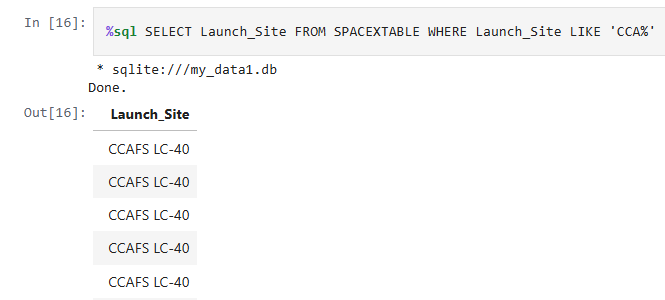 In [16]: %sql SELECT Launch_Site FROM SPACEXTABLE WHERE Launch_Site LIKE 'CCA%'
* sqlite:///my_data1.db
Done.
Out[16]: Launch_Site
CCAFS LC-40
CCAFS LC-40
CCAFS LC-40
CCAFS LC-40
CCAFS LC-40